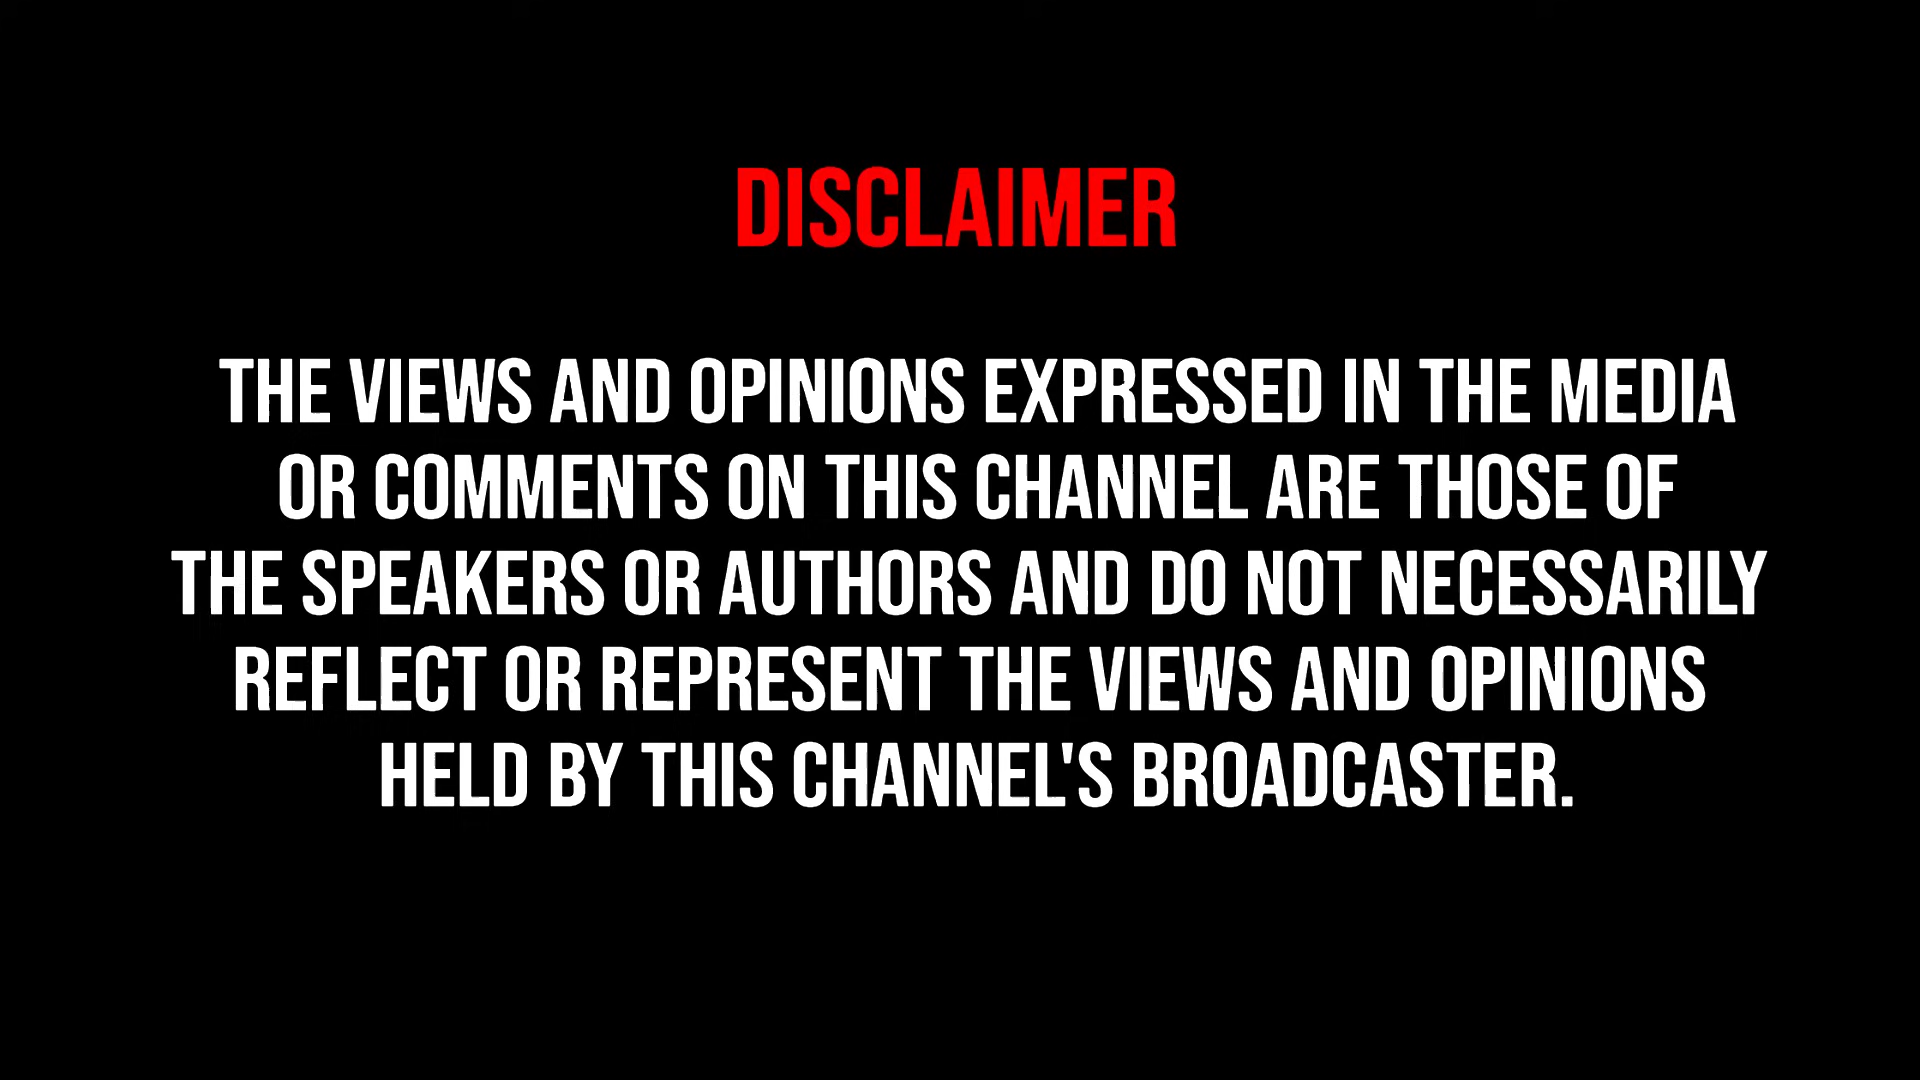 DISCLAIMER
THE VIEWS AND OPINIONS EXPRESSED IN THE MEDIA
OR COMMENTS ON THIS CHANNEL ARE THOSE OF
THE SPEAKERS OR AUTHORS AND DO NOT NECESSARILY
REFLECT OR REPRESENT THE VIEWS AND OPINIONS
HELD BY THIS CHANNEL'S BROADCASTER.